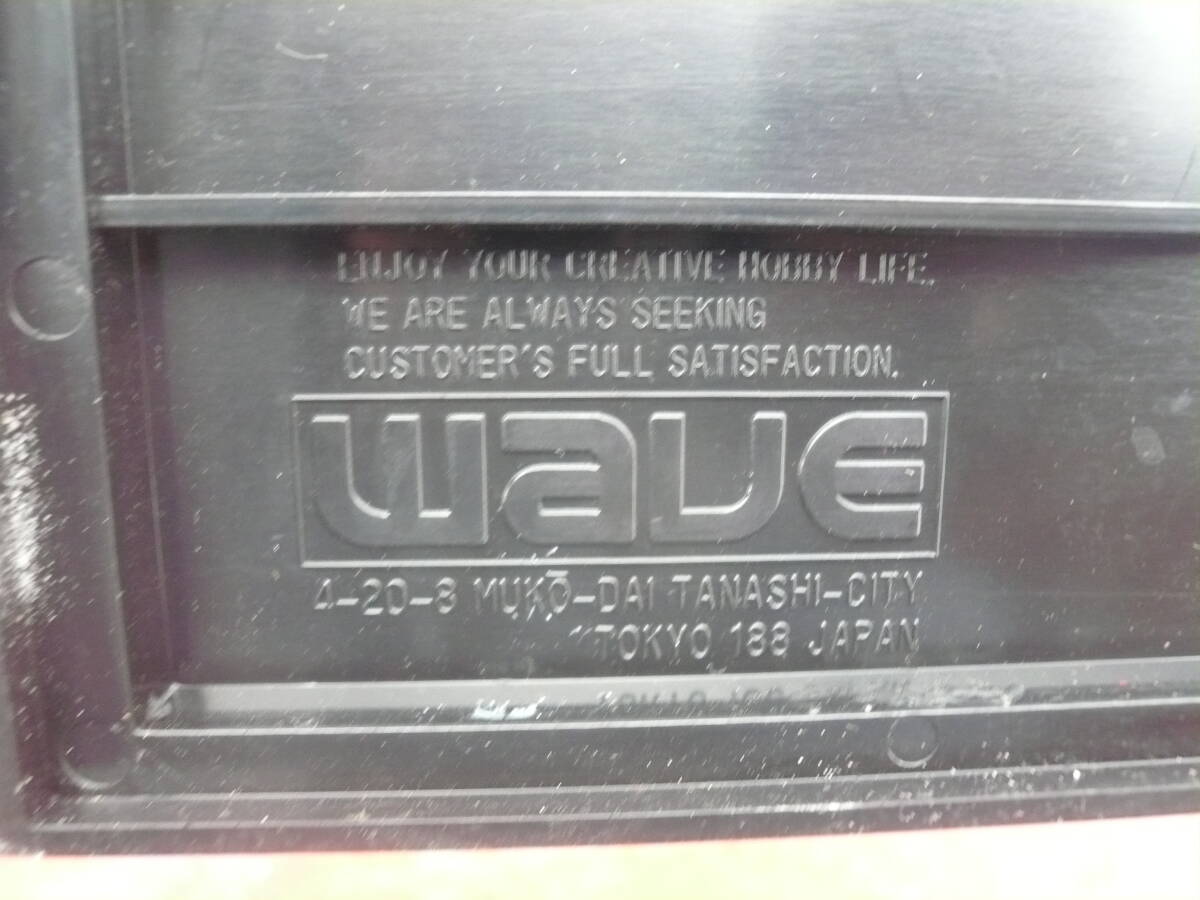 ENJOY YOUR CREATIVE HOBBY LIFE.
WE ARE ALWAYS SEEKING
CUSTOMER'S FULL SATISFACTION.
WAVE
4-20-8 MUKŌ-DAI TANASHI-CITY
TOKYO 188 JAPAN